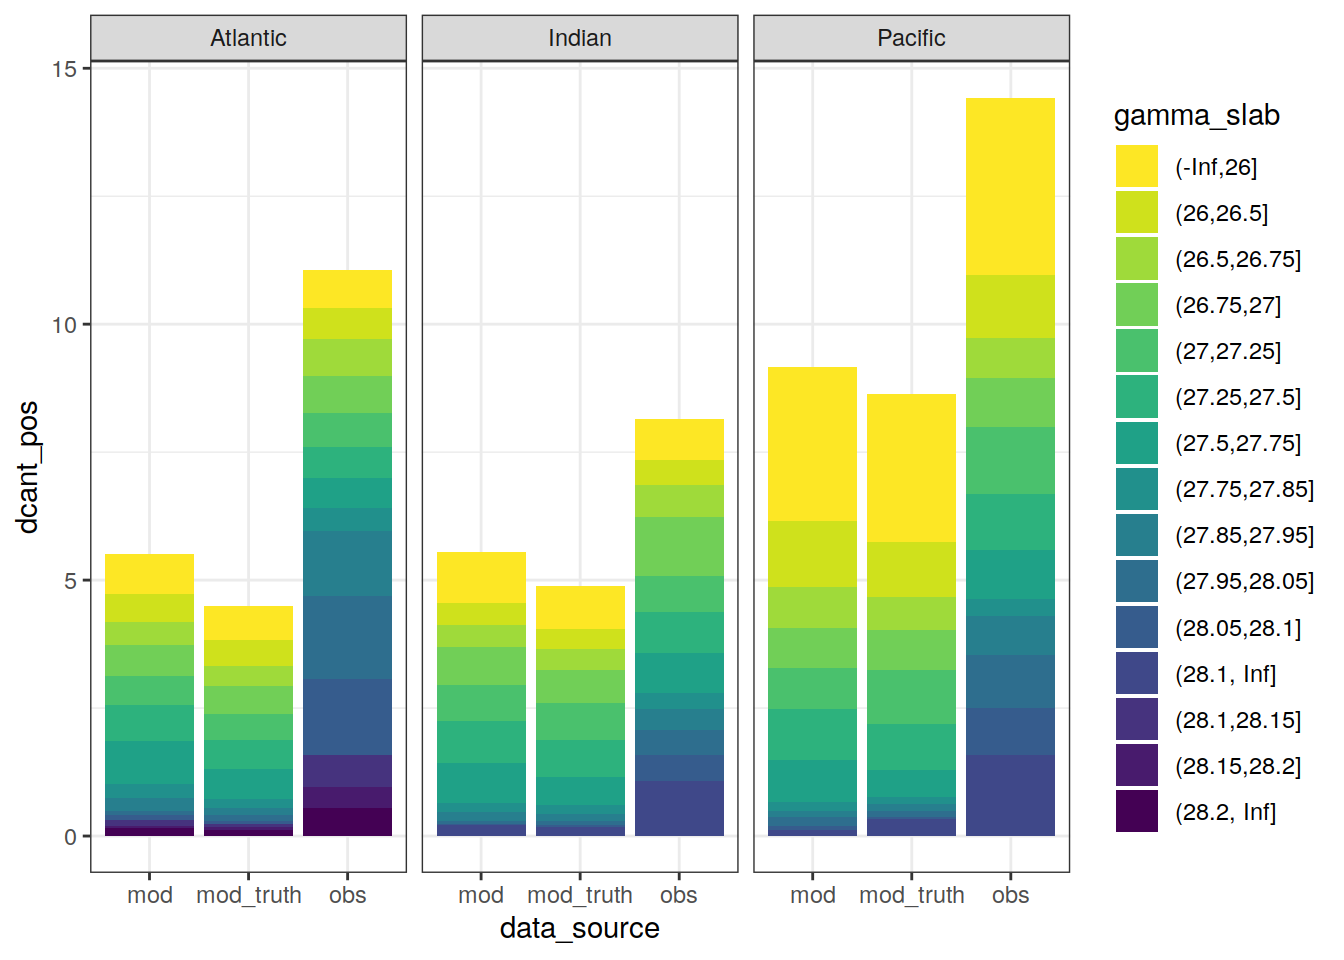 Atlantic Indian Pacific
15
10
5
0
dcant_pos
mod mod_truth obs mod mod_truth obs mod mod_truth obs
data_source
gamma_slab
(-Inf,26]
(26,26.5]
(26.5,26.75]
(26.75,27]
(27,27.25]
(27.25,27.5]
(27.5,27.75]
(27.75,27.85]
(27.85,27.95]
(27.95,28.05]
(28.05,28.1]
(28.1, Inf]
(28.1,28.15]
(28.15,28.2]
(28.2, Inf]